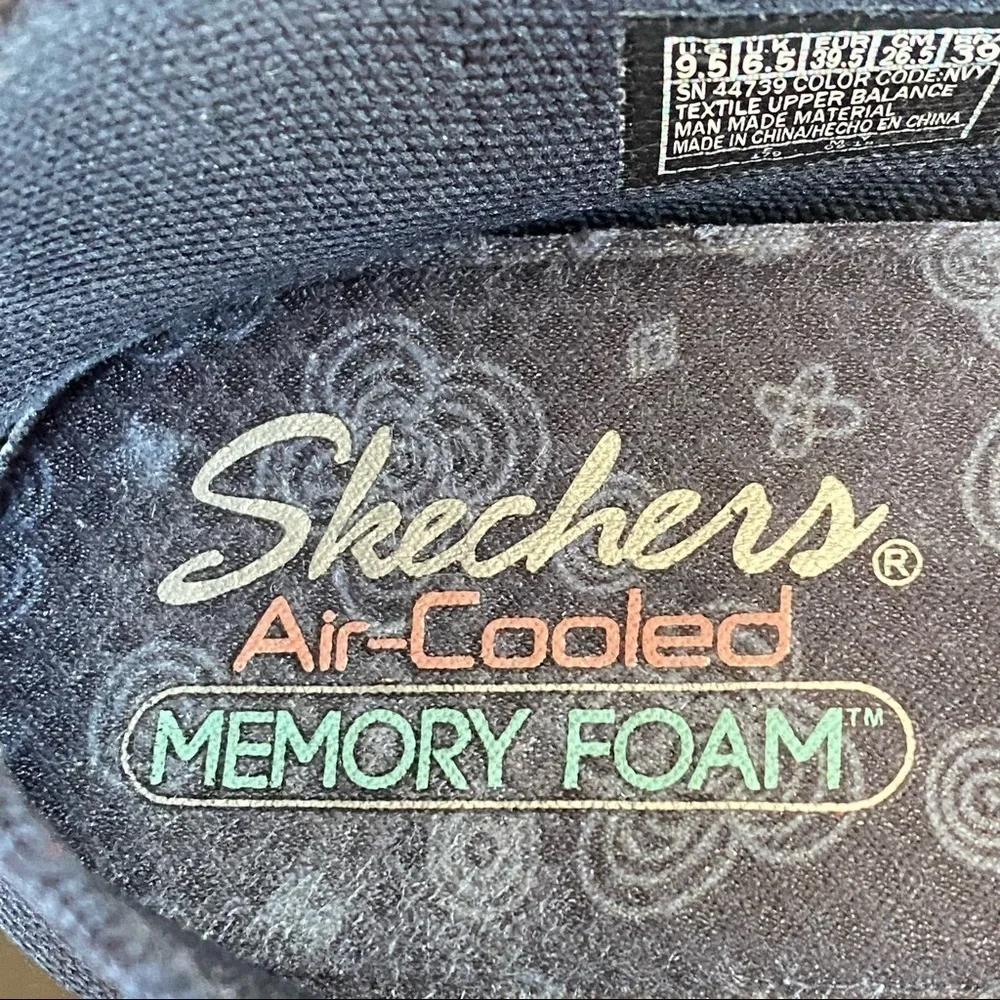 U.S. U.K. EUR CM
9.5 6.5 39.5 26.5 39
SN 44739 COLOR CODE:NVY
TEXTILE UPPER BALANCE
MAN MADE MATERIAL
MADE IN CHINA/HECHO EN CHINA
Skechers®
Air-Cooled
MEMORY FOAM™